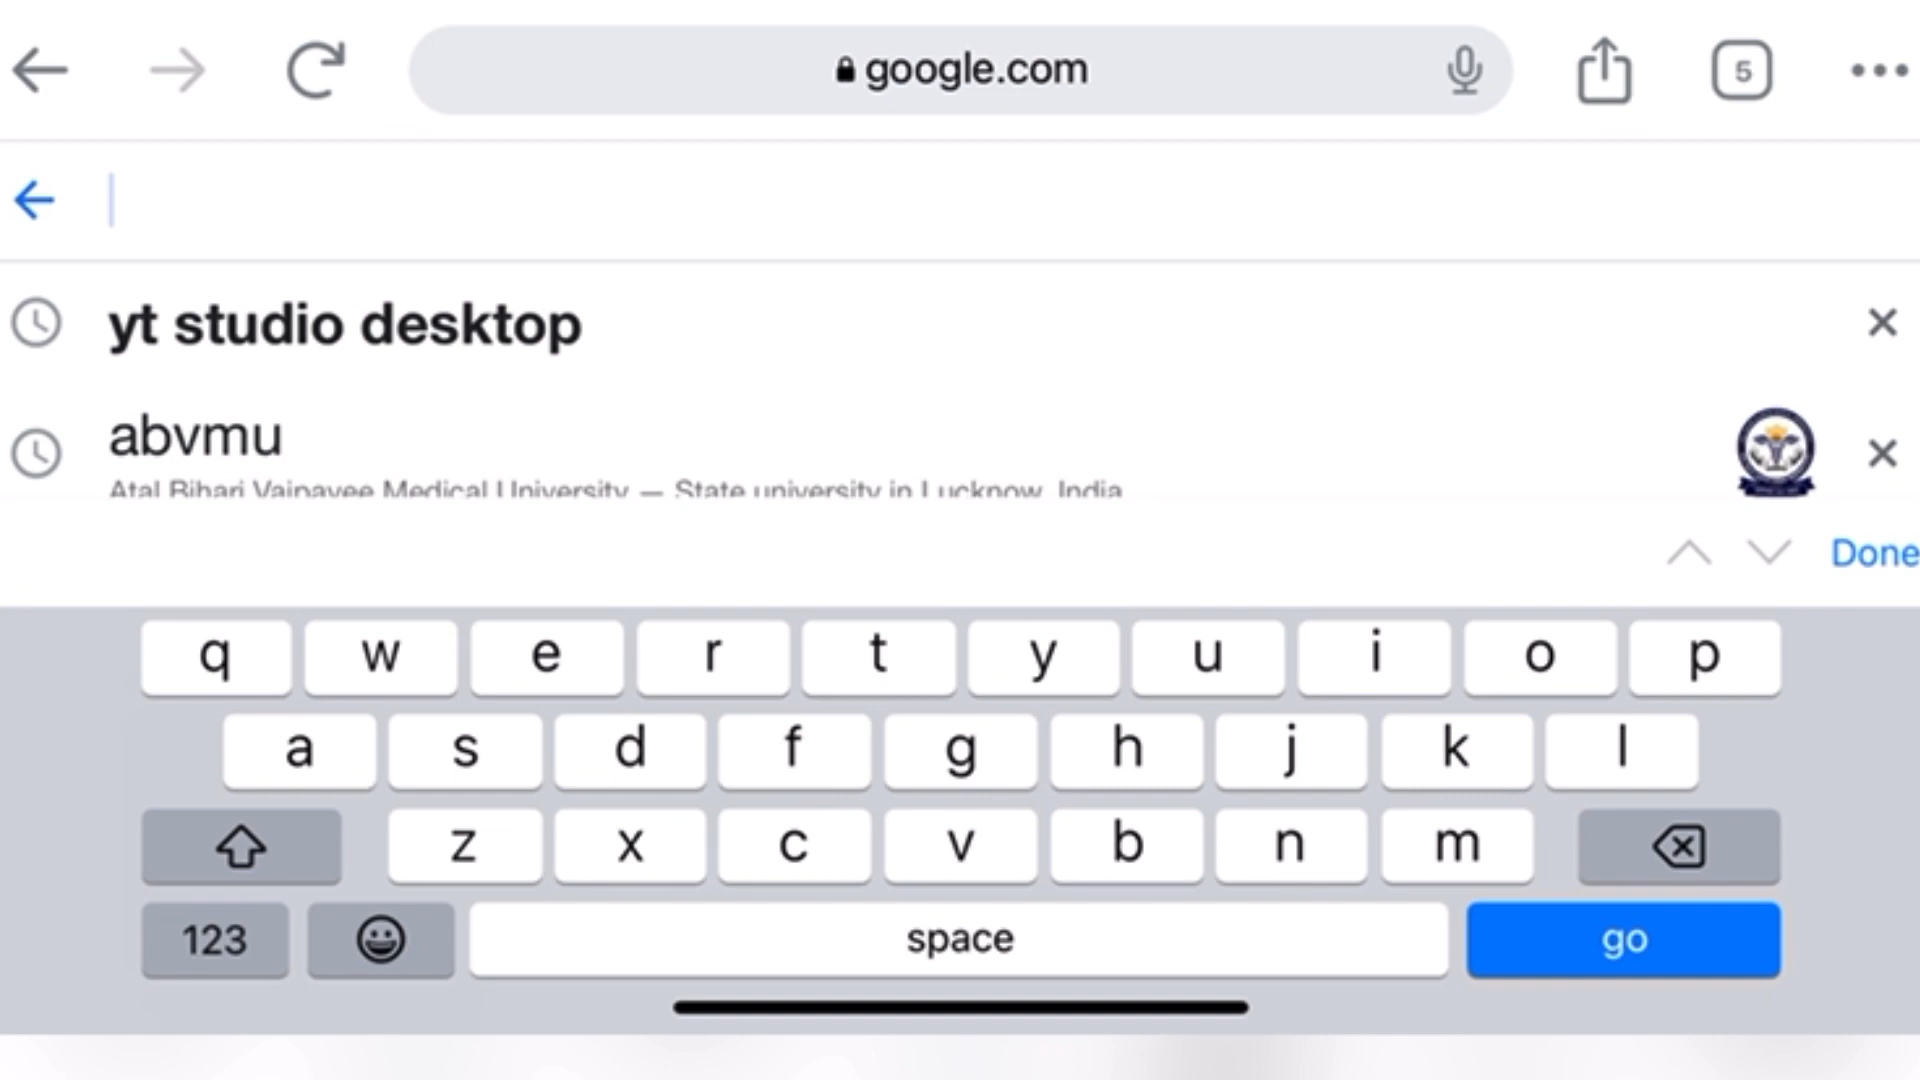 google.com
5
yt studio desktop
abvmu
Atal Bihari Vajpayee Medical University — State university in Lucknow, India
Done
q w e r t y u i o p
a s d f g h j k l
z x c v b n m
123 space go